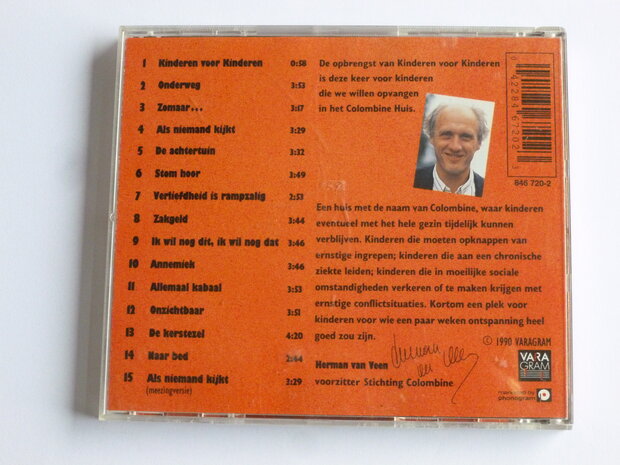 1 Kinderen voor Kinderen 0:58
2 Onderweg 3:53
3 Zomaar... 3:17
4 Als niemand kijkt 3:29
5 De achtertuin 3:32
6 Stom hoor 3:49
7 Verliefdheid is rampzalig 2:53
8 Zakgeld 3:44
9 Ik wil nog dit, ik wil nog dat 3:46
10 Annemiek 3:46
11 Allemaal kabaal 3:53
12 Onzichtbaar 3:51
13 De kerstezel 4:20
14 Naar bed 2:44
15 Als niemand kijkt 3:29
(meezingversie)
De opbrengst van Kinderen voor Kinderen
is deze keer voor kinderen
die we willen opvangen
in het Colombine Huis.
0 42284 67202 3
846 720-2
Een huis met de naam van Colombine, waar kinderen
eventueel met het hele gezin tijdelijk kunnen
verblijven. Kinderen die moeten opknappen van
ernstige ingrepen; kinderen die aan een chronische
ziekte leiden; kinderen die in moeilijke sociale
omstandigheden verkeren of te maken krijgen met
ernstige conflictsituaties. Kortom een plek voor
kinderen voor wie een paar weken ontspanning heel
goed zou zijn.
© 1990 VARAGRAM
Herman van Veen
voorzitter Stichting Colombine
VARA
GRAM
marketed by
phonogram